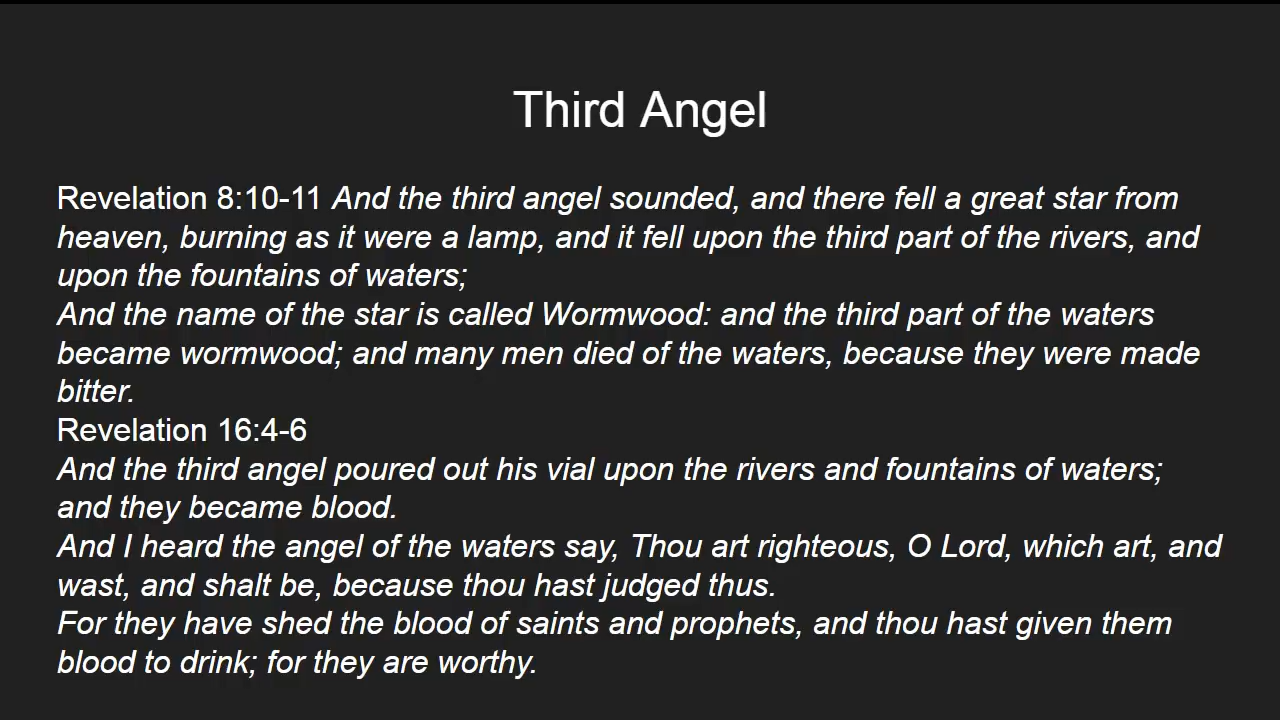 Third Angel
Revelation 8:10-11 And the third angel sounded, and there fell a great star from
heaven, burning as it were a lamp, and it fell upon the third part of the rivers, and
upon the fountains of waters;
And the name of the star is called Wormwood: and the third part of the waters
became wormwood; and many men died of the waters, because they were made
bitter.
Revelation 16:4-6
And the third angel poured out his vial upon the rivers and fountains of waters;
and they became blood.
And I heard the angel of the waters say, Thou art righteous, O Lord, which art, and
wast, and shalt be, because thou hast judged thus.
For they have shed the blood of saints and prophets, and thou hast given them
blood to drink; for they are worthy.